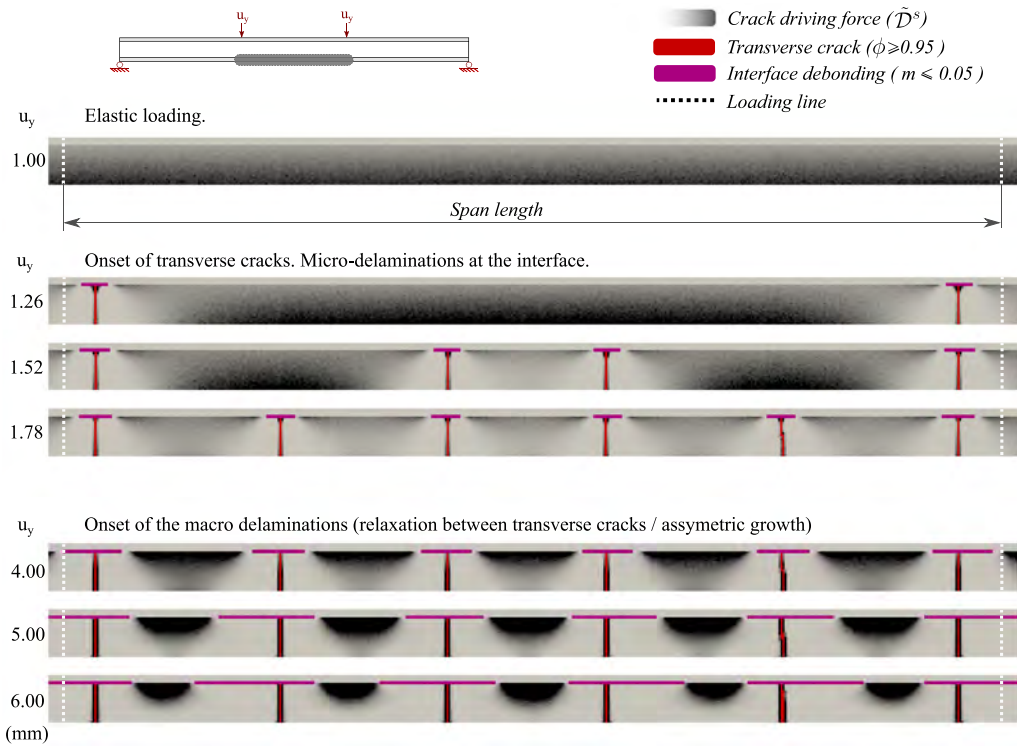 u_y u_y
Crack driving force (𝒟̃ˢ)
Transverse crack (ϕ⩾0.95)
Interface debonding ( m ⩽ 0.05 )
Loading line
u_y Elastic loading.
1.00
Span length
u_y Onset of transverse cracks. Micro-delaminations at the interface.
1.26
1.52
1.78
u_y Onset of the macro delaminations (relaxation between transverse cracks / assymetric growth)
4.00
5.00
6.00
(mm)